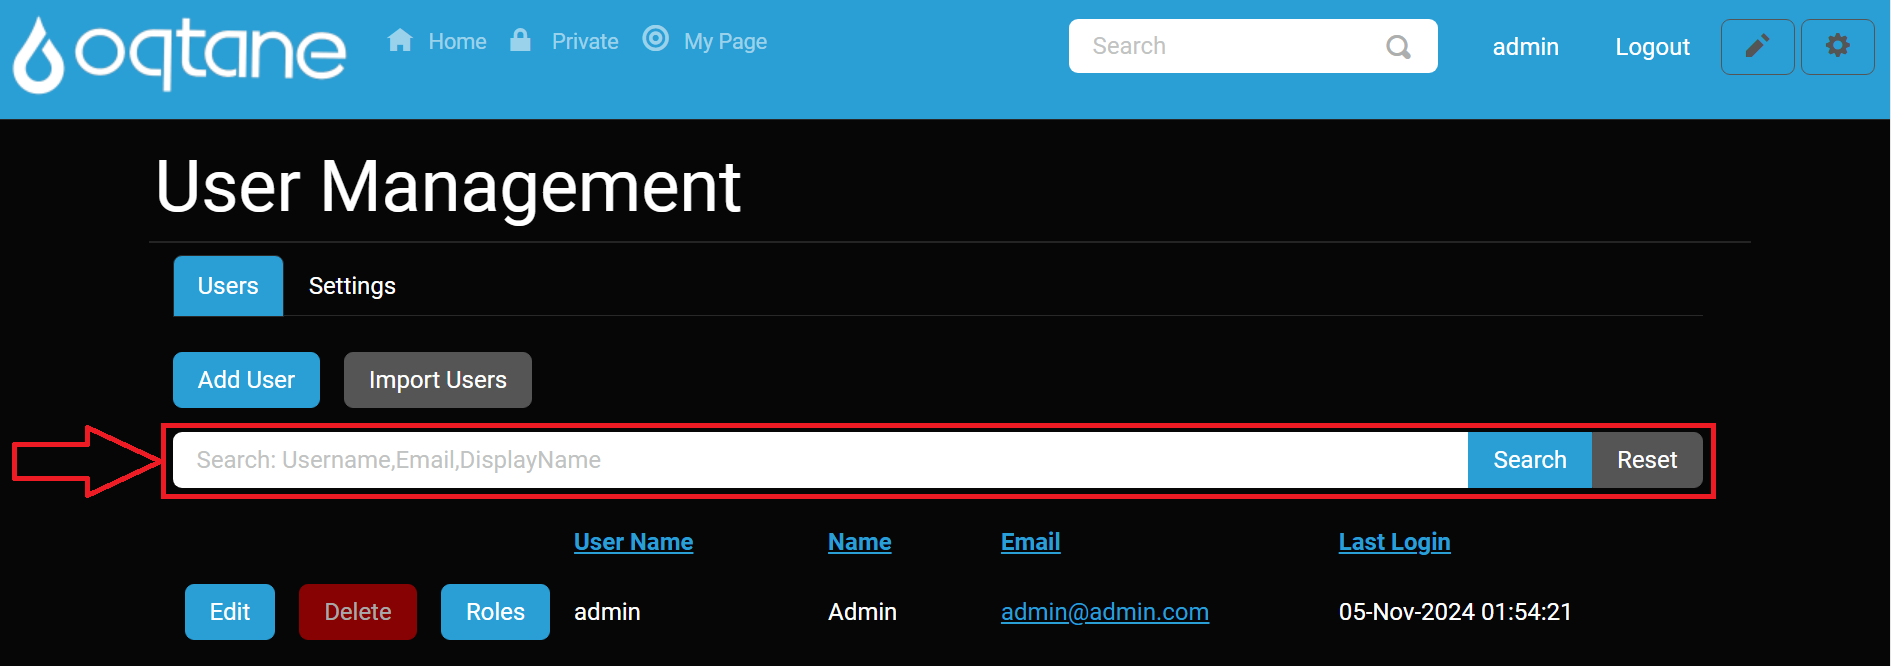 oqtane Home Private My Page Search admin Logout
User Management
Users Settings
Add User Import Users
Search: Username,Email,DisplayName Search Reset
User Name Name Email Last Login
Edit Delete Roles admin Admin admin@admin.com 05-Nov-2024 01:54:21